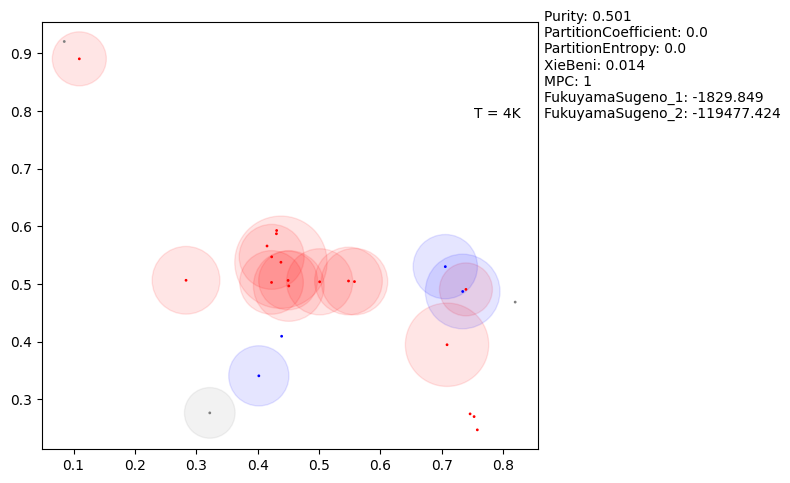 Purity: 0.501
PartitionCoefficient: 0.0
PartitionEntropy: 0.0
XieBeni: 0.014
MPC: 1
FukuyamaSugeno_1: -1829.849
FukuyamaSugeno_2: -119477.424
T = 4K
0.9
0.8
0.7
0.6
0.5
0.4
0.3
0.1 0.2 0.3 0.4 0.5 0.6 0.7 0.8